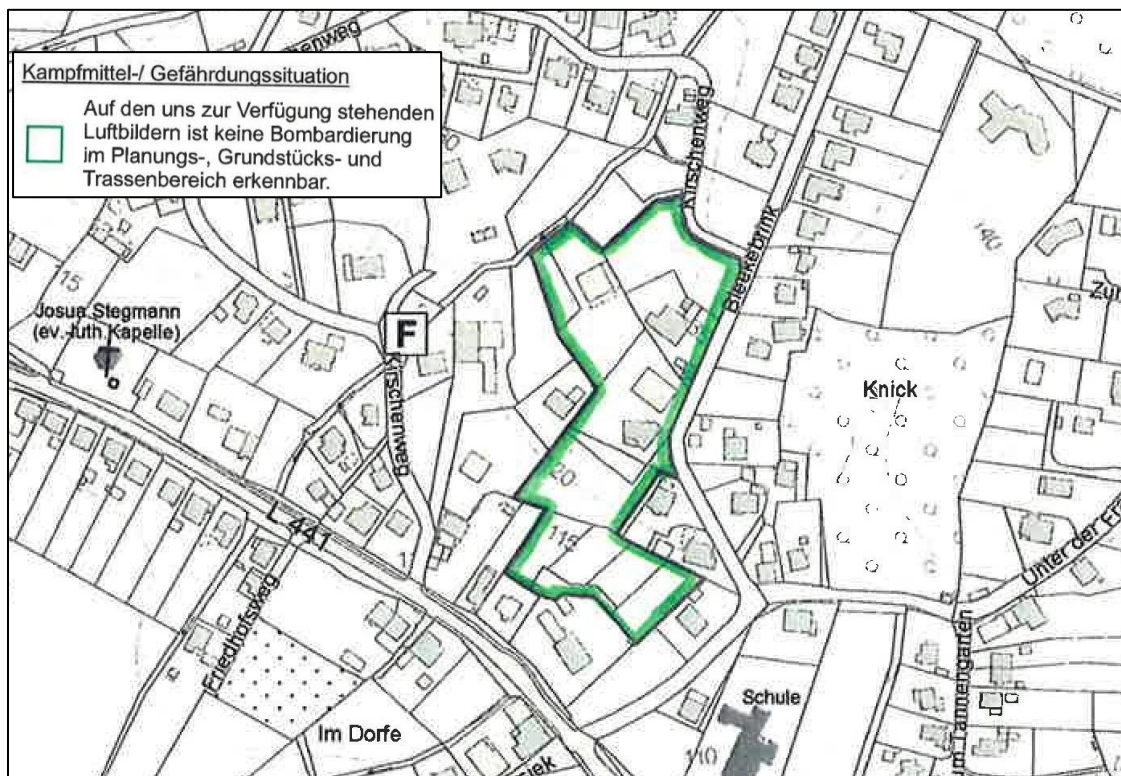 Kampfmittel-/ Gefährdungssituation
Auf den uns zur Verfügung stehenden
Luftbildern ist keine Bombardierung
im Planungs-, Grundstücks- und
Trassenbereich erkennbar.
Kirschenweg
Bleekebrink
140
15
Josua Stegmann
(ev.-luth Kapelle)
F
Kirschenweg
Knick
L 441
115
Friedhofsweg
Unter der
Im Tannengarten
Schule
Im Dorfe
110